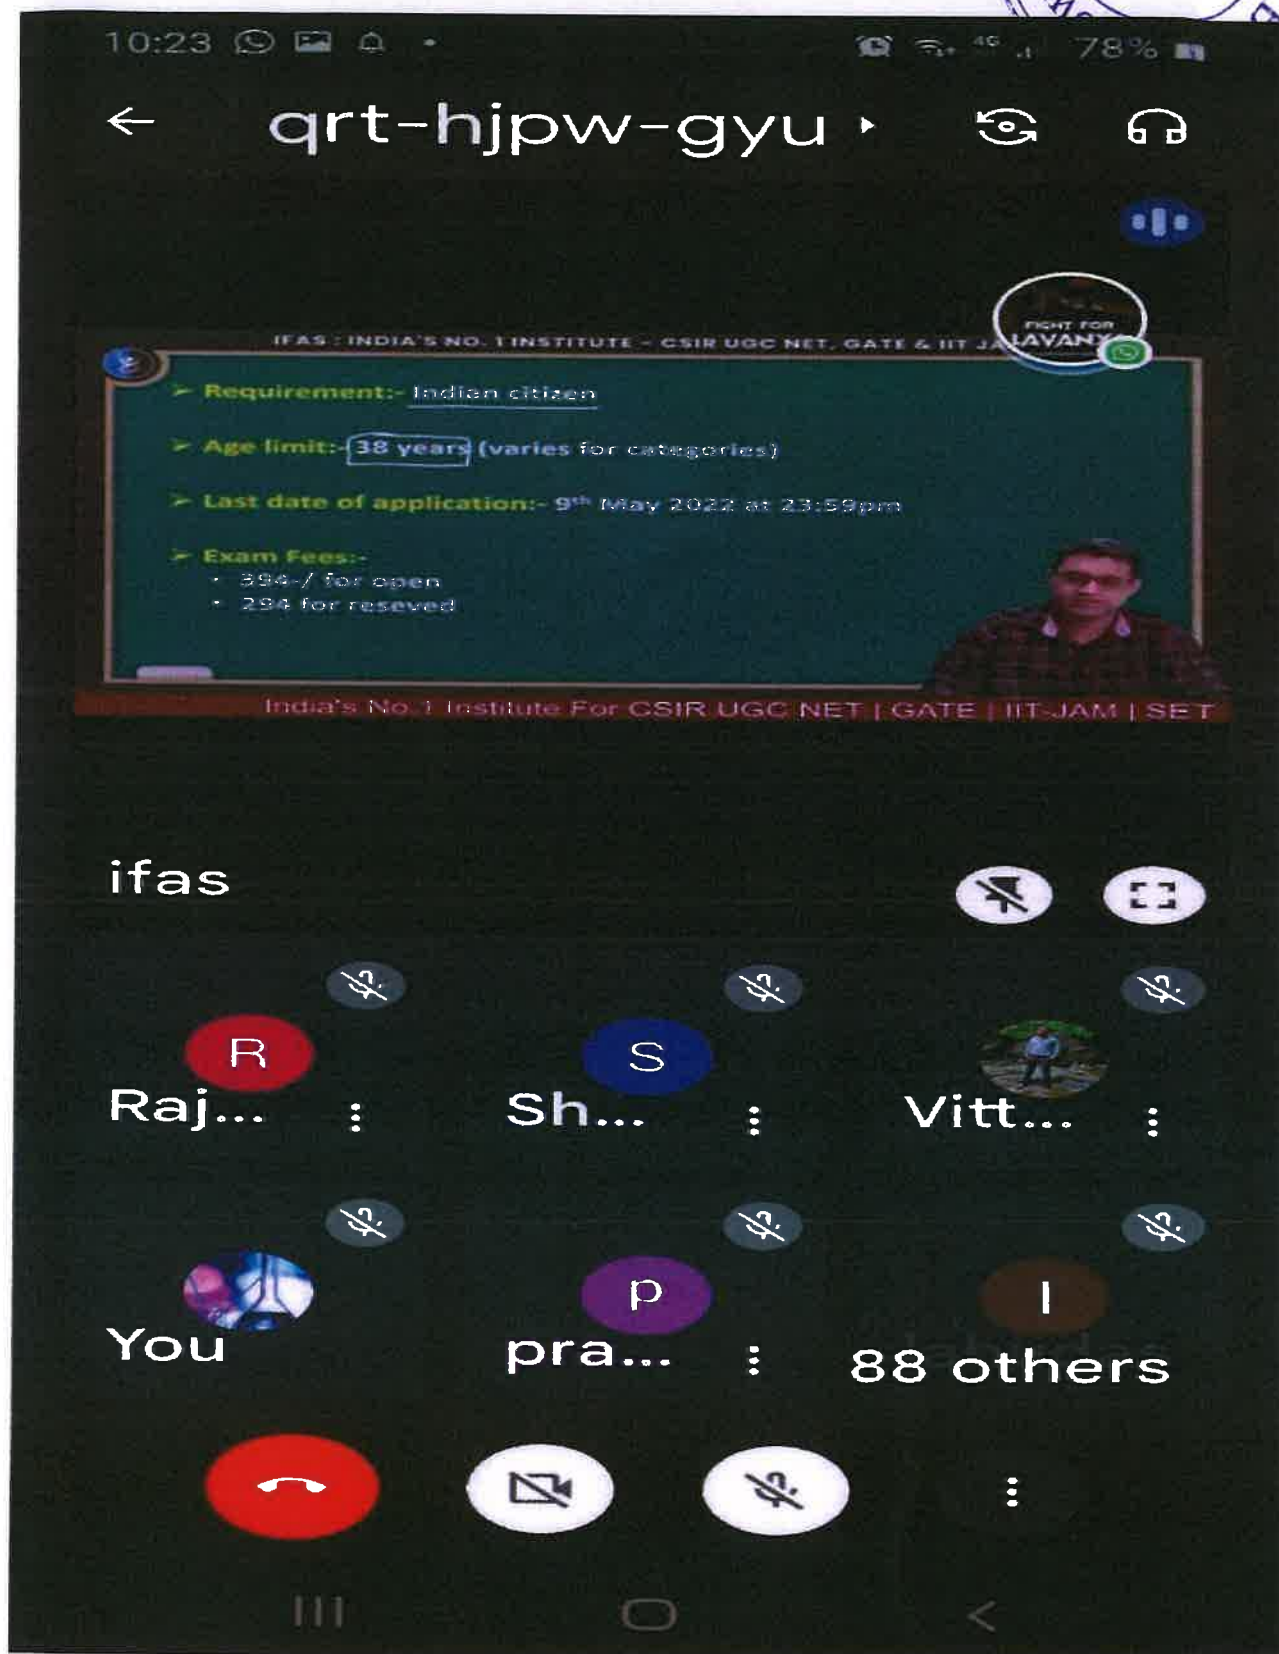 10:23
4G
78%
qrt-hjpw-gyu
FIGHT FOR
IFAS : INDIA'S NO. 1 INSTITUTE - CSIR UGC NET, GATE & IIT JA
➤ Requirement:- Indian citizen
➤ Age limit:- 38 years (varies for categories)
➤ Last date of application:- 9th May 2022 at 23:59pm
➤ Exam Fees:-
• 394-/ for open
• 294 for reseved
India's No.1 Institute For CSIR UGC NET | GATE | IIT-JAM | SET
ifas
R
S
Raj...
Sh...
Vitt...
P
I
You
pra...
88 others